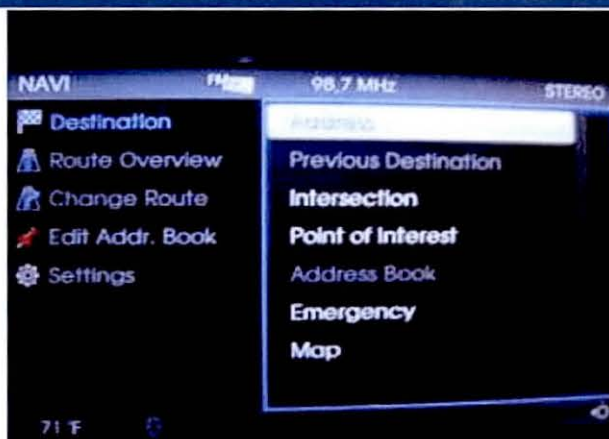 NAVI FM 98.7 MHz STEREO
Destination
Route Overview
Change Route
Edit Addr. Book
Settings
Address
Previous Destination
Intersection
Point of Interest
Address Book
Emergency
Map
71 °F